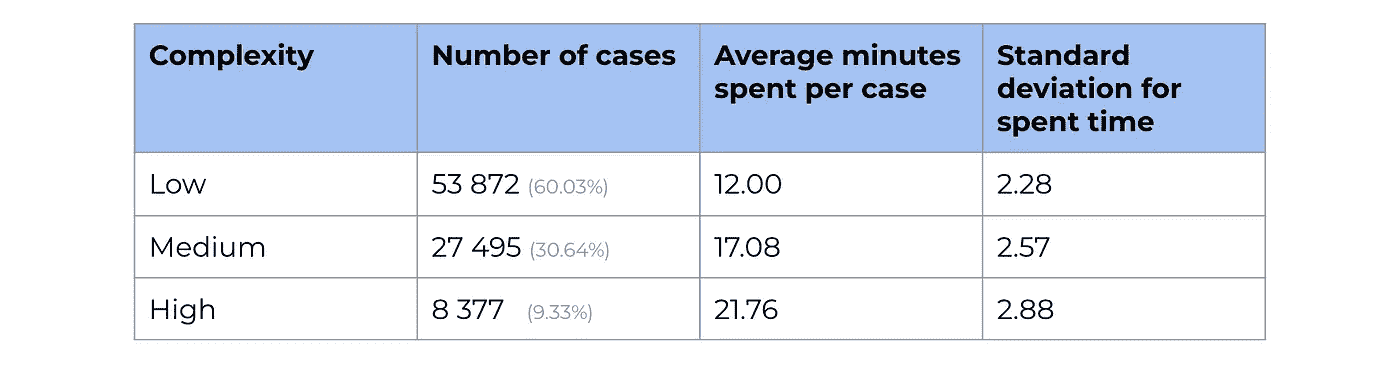 Complexity Number of cases Average minutes Standard
spent per case deviation for
spent time
Low 53 872 (60.03%) 12.00 2.28
Medium 27 495 (30.64%) 17.08 2.57
High 8 377 (9.33%) 21.76 2.88